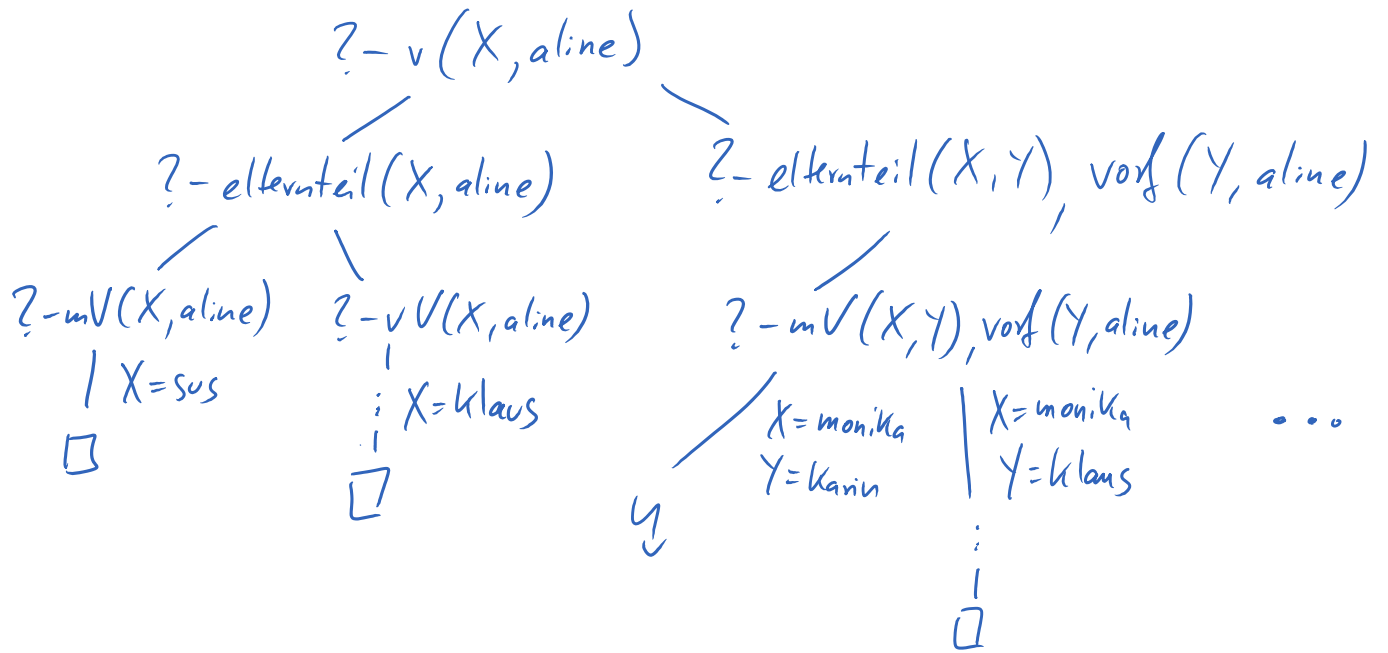 ?- v(X, aline)
?- elternteil(X, aline)
?- elternteil(X, Y), vorf(Y, aline)
?- mV(X, aline)
?- vV(X, aline)
?- mV(X, Y), vorf(Y, aline)
X=sus
X=klaus
X=monika
Y=karin
X=monika
Y=klaus
...